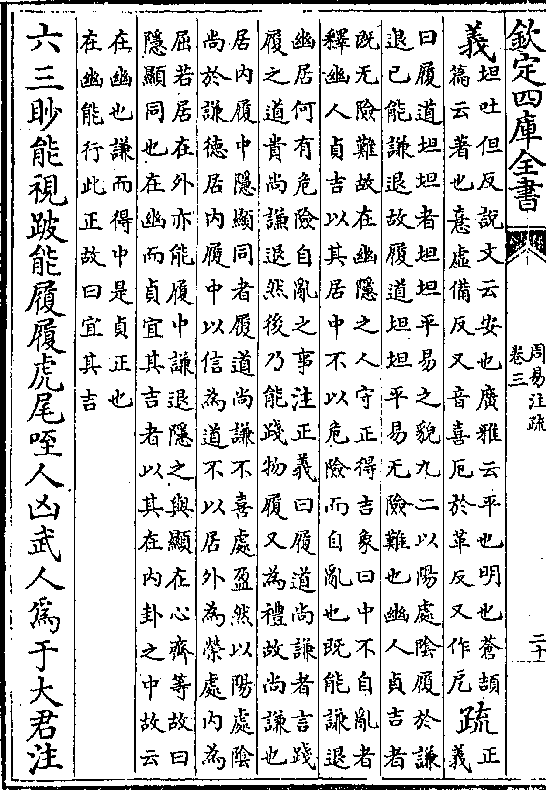 欽定四庫全書
周易注疏
卷三
二十
義
坦吐但反說文云安也廣雅云平也明也蒼頡
篇云著也憙虛備反又音喜厄於革反又作戹
疏
正
義
曰履道坦坦者坦坦平易之貌九二以陽處陰履於謙
退已能謙退故履道坦坦平易无險難也幽人貞吉者
既无險難故在幽隱之人守正得吉象曰中不自亂者
釋幽人貞吉以其居中不以危險而自亂也既能謙退
幽居何有危險自亂之事注正義曰履道尚謙者言踐
履之道貴尚謙退然後乃能踐物履又為禮故尚謙也
居內履中隱顯同者履道尚謙不喜處盈然以陽處陰
尚於謙德居內履中以信為道不以居外為榮處內為
屈若居在外亦能履中謙退隱之與顯在心齊等故曰
隱顯同也在幽而貞宜其吉者以其在內卦之中故云
在幽也謙而得中是貞正也
在幽能行此正故曰宜其吉
六三眇能視跛能履履虎尾咥人凶武人爲于大君注